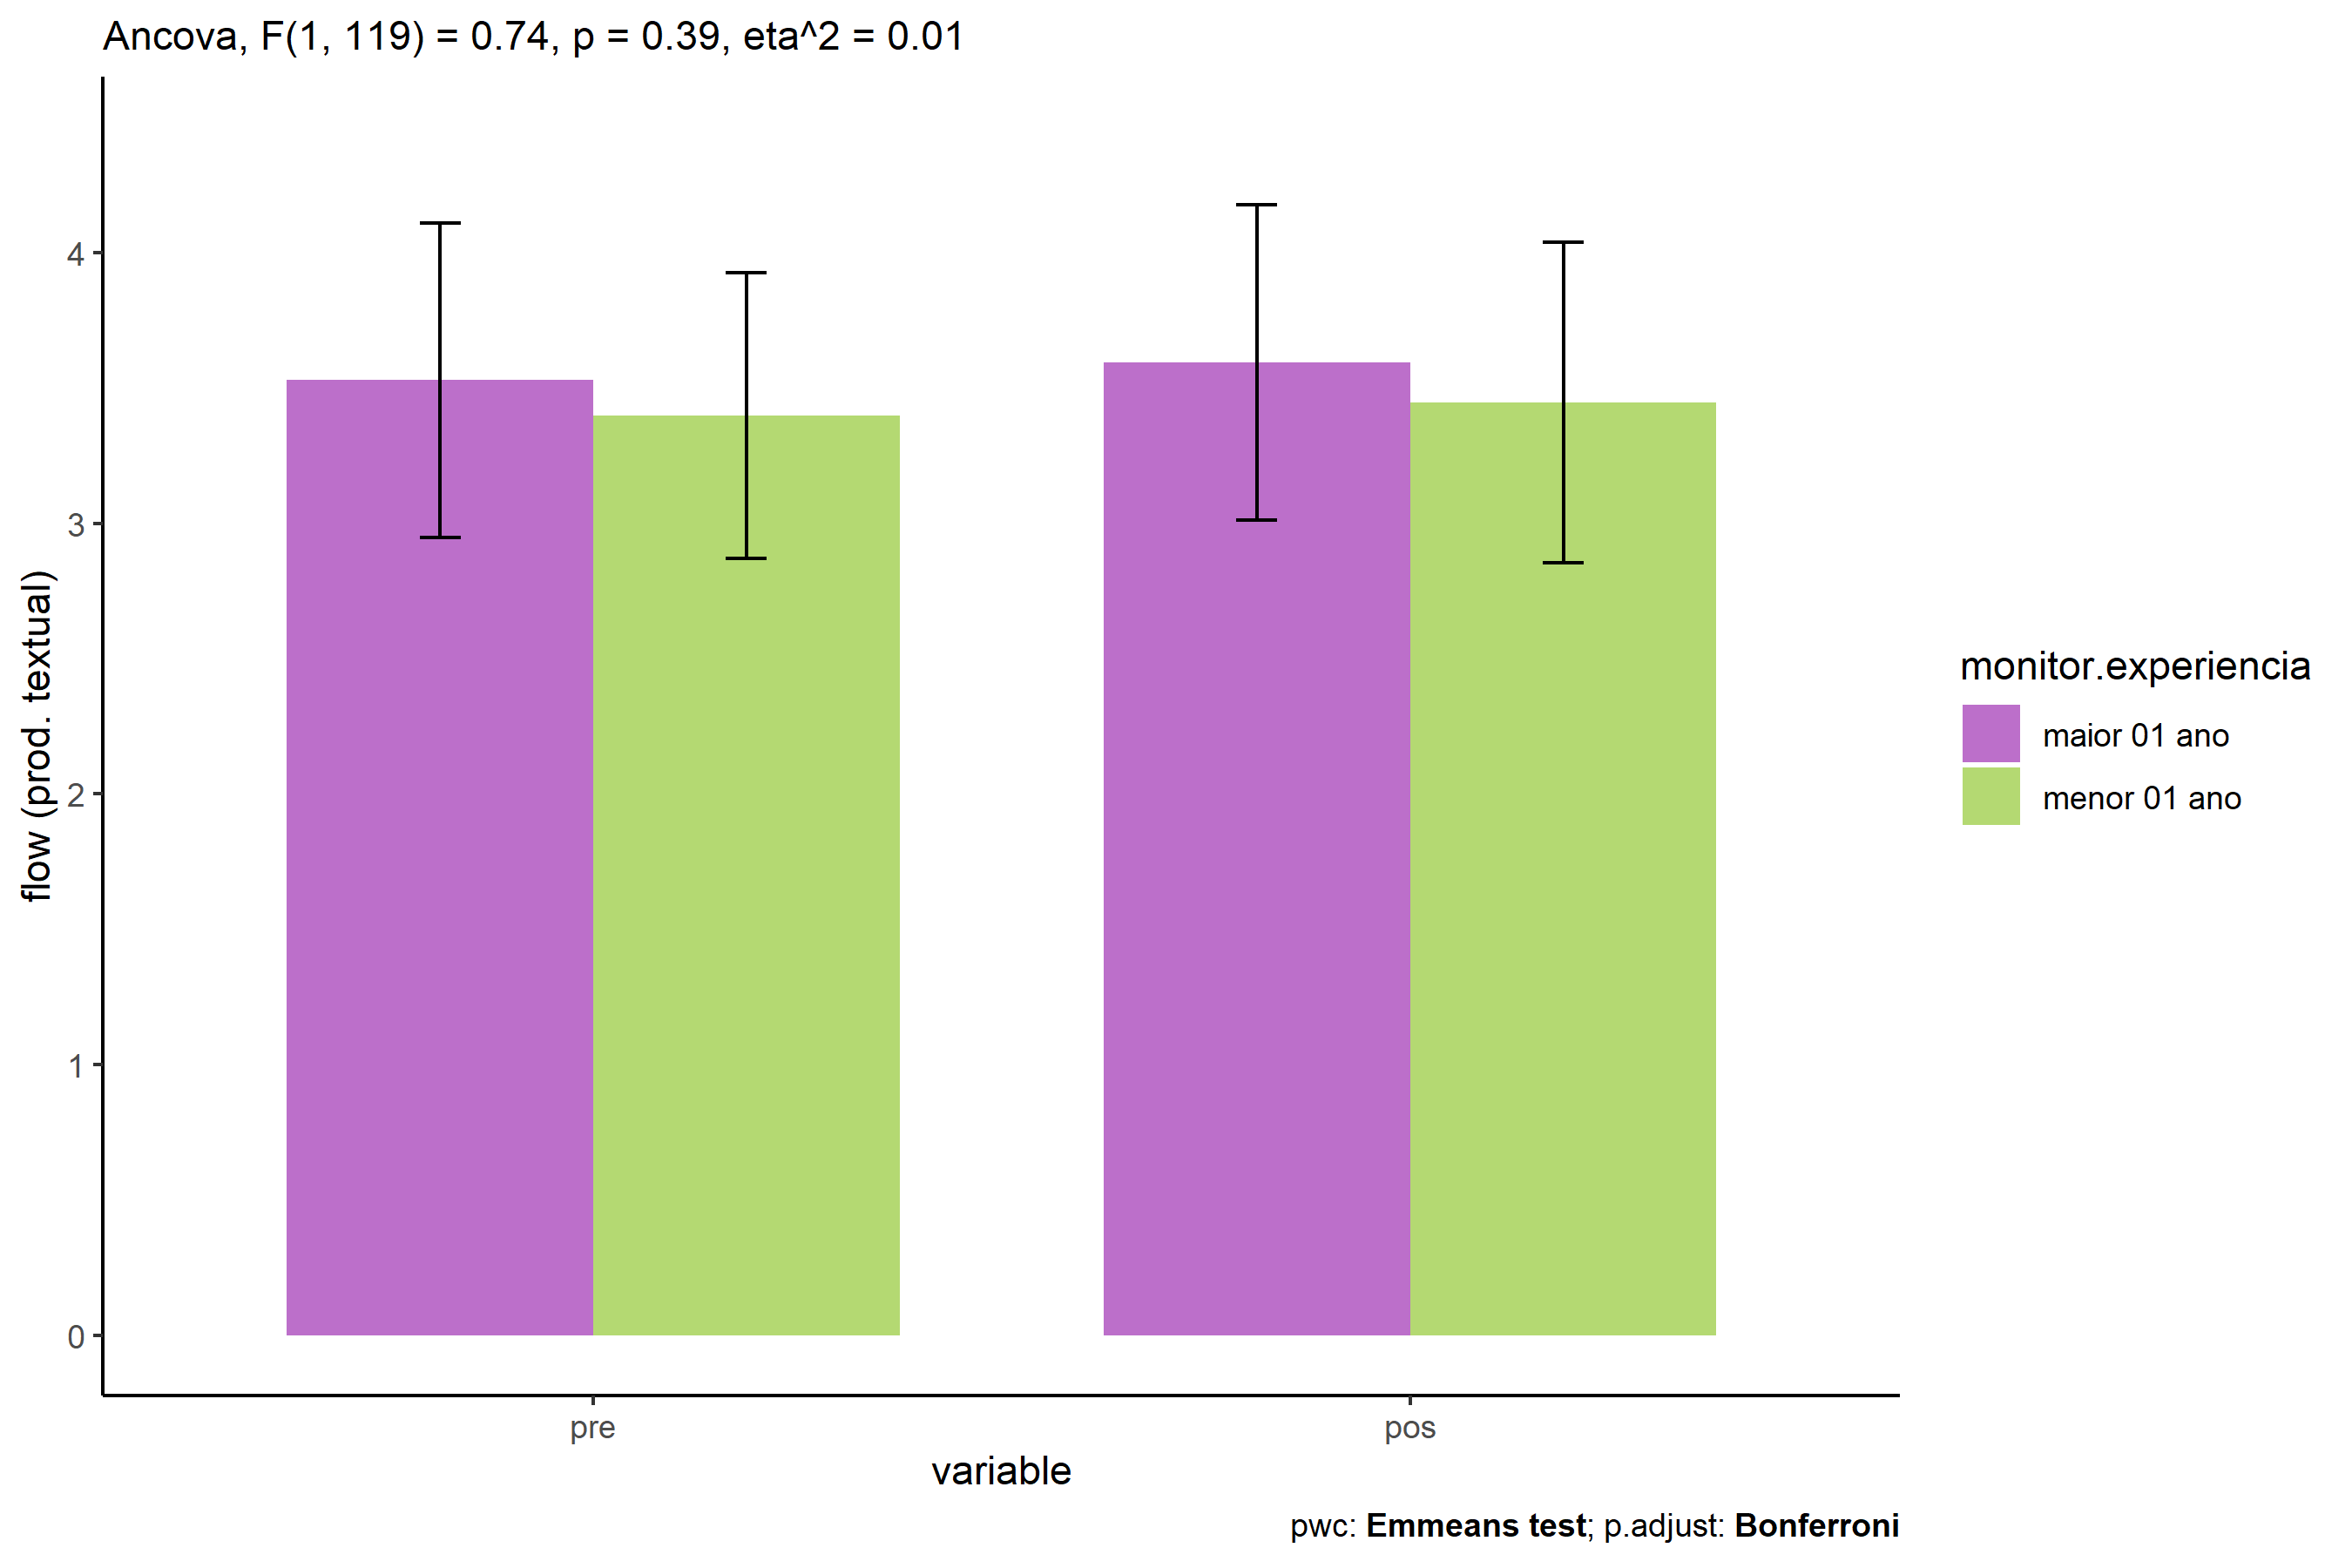 Ancova, F(1, 119) = 0.74, p = 0.39, eta^2 = 0.01
flow (prod. textual)
4
3
2
1
0
pre
pos
variable
monitor.experiencia
maior 01 ano
menor 01 ano
pwc: Emmeans test; p.adjust: Bonferroni